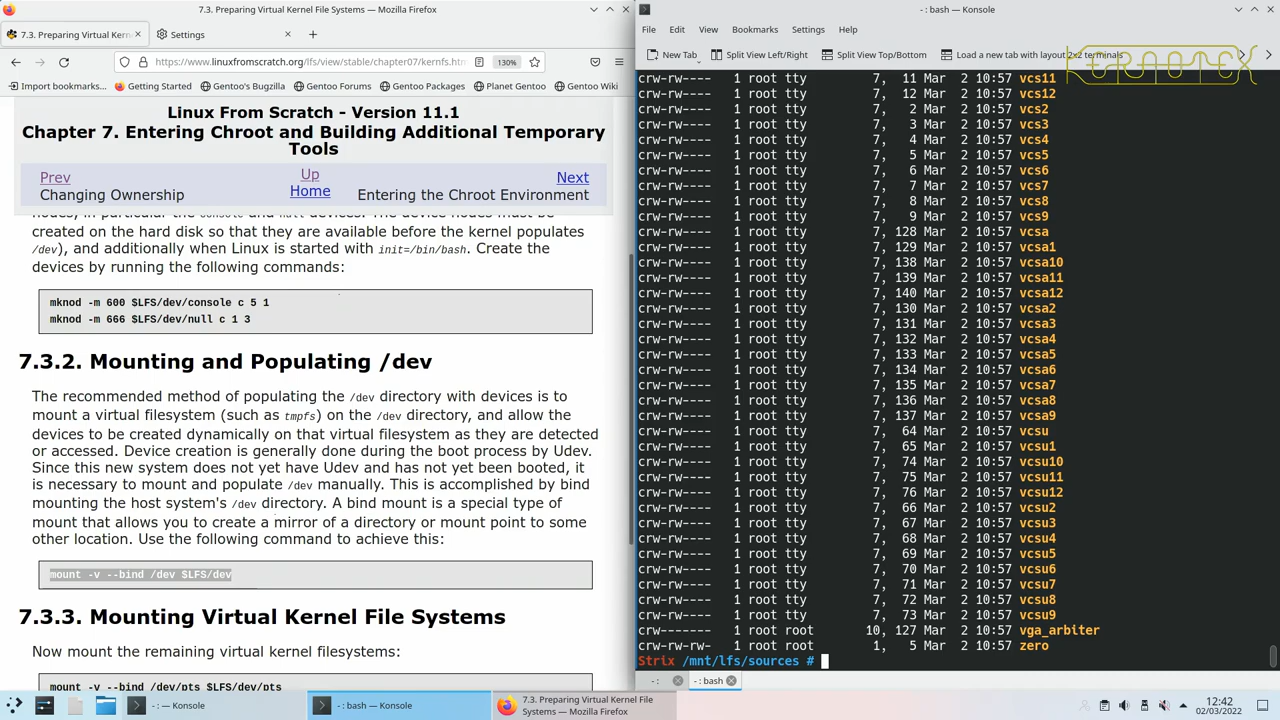 7.3. Preparing Virtual Kernel File Systems — Mozilla Firefox
7.3. Preparing Virtual Kern
Settings
https://www.linuxfromscratch.org/lfs/view/stable/chapter07/kernfs.htm
130%
Import bookmarks...
Getting Started
Gentoo's Bugzilla
Gentoo Forums
Gentoo Packages
Planet Gentoo
Gentoo Wiki
Linux From Scratch - Version 11.1
Chapter 7. Entering Chroot and Building Additional Temporary
Tools
Prev
Up
Next
Changing Ownership
Home
Entering the Chroot Environment
nodes, in particular the console and null devices. The device nodes must be
created on the hard disk so that they are available before the kernel populates
/dev), and additionally when Linux is started with init=/bin/bash. Create the
devices by running the following commands:
mknod -m 600 $LFS/dev/console c 5 1
mknod -m 666 $LFS/dev/null c 1 3
7.3.2. Mounting and Populating /dev
The recommended method of populating the /dev directory with devices is to
mount a virtual filesystem (such as tmpfs) on the /dev directory, and allow the
devices to be created dynamically on that virtual filesystem as they are detected
or accessed. Device creation is generally done during the boot process by Udev.
Since this new system does not yet have Udev and has not yet been booted, it
is necessary to mount and populate /dev manually. This is accomplished by bind
mounting the host system's /dev directory. A bind mount is a special type of
mount that allows you to create a mirror of a directory or mount point to some
other location. Use the following command to achieve this:
mount -v --bind /dev $LFS/dev
7.3.3. Mounting Virtual Kernel File Systems
Now mount the remaining virtual kernel filesystems:
mount -v --bind /dev/pts $LFS/dev/pts
- : bash — Konsole
File
Edit
View
Bookmarks
Settings
Help
New Tab
Split View Left/Right
Split View Top/Bottom
Load a new tab with layout 2×2 terminals
KERNOTEX
crw-rw---- 1 root tty 7, 11 Mar 2 10:57 vcs11
crw-rw---- 1 root tty 7, 12 Mar 2 10:57 vcs12
crw-rw---- 1 root tty 7, 2 Mar 2 10:57 vcs2
crw-rw---- 1 root tty 7, 3 Mar 2 10:57 vcs3
crw-rw---- 1 root tty 7, 4 Mar 2 10:57 vcs4
crw-rw---- 1 root tty 7, 5 Mar 2 10:57 vcs5
crw-rw---- 1 root tty 7, 6 Mar 2 10:57 vcs6
crw-rw---- 1 root tty 7, 7 Mar 2 10:57 vcs7
crw-rw---- 1 root tty 7, 8 Mar 2 10:57 vcs8
crw-rw---- 1 root tty 7, 9 Mar 2 10:57 vcs9
crw-rw---- 1 root tty 7, 128 Mar 2 10:57 vcsa
crw-rw---- 1 root tty 7, 129 Mar 2 10:57 vcsa1
crw-rw---- 1 root tty 7, 138 Mar 2 10:57 vcsa10
crw-rw---- 1 root tty 7, 139 Mar 2 10:57 vcsa11
crw-rw---- 1 root tty 7, 140 Mar 2 10:57 vcsa12
crw-rw---- 1 root tty 7, 130 Mar 2 10:57 vcsa2
crw-rw---- 1 root tty 7, 131 Mar 2 10:57 vcsa3
crw-rw---- 1 root tty 7, 132 Mar 2 10:57 vcsa4
crw-rw---- 1 root tty 7, 133 Mar 2 10:57 vcsa5
crw-rw---- 1 root tty 7, 134 Mar 2 10:57 vcsa6
crw-rw---- 1 root tty 7, 135 Mar 2 10:57 vcsa7
crw-rw---- 1 root tty 7, 136 Mar 2 10:57 vcsa8
crw-rw---- 1 root tty 7, 137 Mar 2 10:57 vcsa9
crw-rw---- 1 root tty 7, 64 Mar 2 10:57 vcsu
crw-rw---- 1 root tty 7, 65 Mar 2 10:57 vcsu1
crw-rw---- 1 root tty 7, 74 Mar 2 10:57 vcsu10
crw-rw---- 1 root tty 7, 75 Mar 2 10:57 vcsu11
crw-rw---- 1 root tty 7, 76 Mar 2 10:57 vcsu12
crw-rw---- 1 root tty 7, 66 Mar 2 10:57 vcsu2
crw-rw---- 1 root tty 7, 67 Mar 2 10:57 vcsu3
crw-rw---- 1 root tty 7, 68 Mar 2 10:57 vcsu4
crw-rw---- 1 root tty 7, 69 Mar 2 10:57 vcsu5
crw-rw---- 1 root tty 7, 70 Mar 2 10:57 vcsu6
crw-rw---- 1 root tty 7, 71 Mar 2 10:57 vcsu7
crw-rw---- 1 root tty 7, 72 Mar 2 10:57 vcsu8
crw-rw---- 1 root tty 7, 73 Mar 2 10:57 vcsu9
crw------- 1 root root 10, 127 Mar 2 10:57 vga_arbiter
crw-rw-rw- 1 root root 1, 5 Mar 2 10:57 zero
Strix /mnt/lfs/sources #
- :
- : bash
- : — Konsole
- : bash — Konsole
7.3. Preparing Virtual Kernel File
Systems — Mozilla Firefox
12:42
02/03/2022